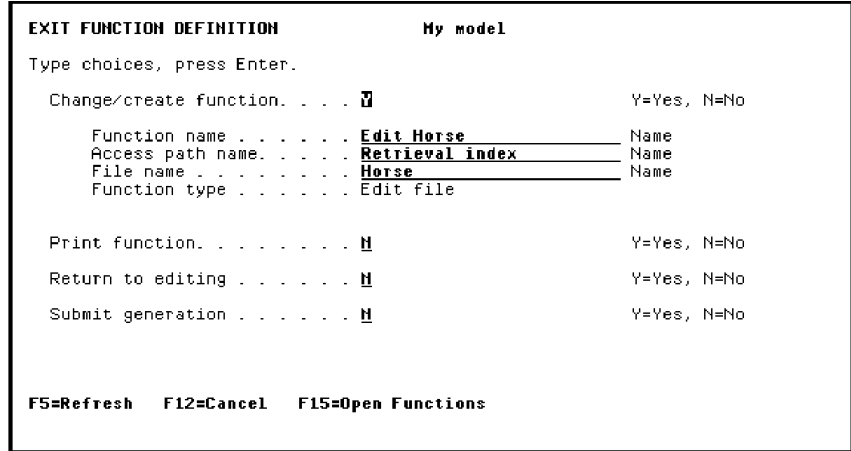 EXIT FUNCTION DEFINITION My model
Type choices, press Enter.
Change/create function. . . . Y Y=Yes, N=No
Function name . . . . . . Edit Horse Name
Access path name. . . . . Retrieval index Name
File name . . . . . . . . Horse Name
Function type . . . . . . Edit file
Print function. . . . . . . . N Y=Yes, N=No
Return to editing . . . . . . N Y=Yes, N=No
Submit generation . . . . . . N Y=Yes, N=No
F5=Refresh F12=Cancel F15=Open Functions